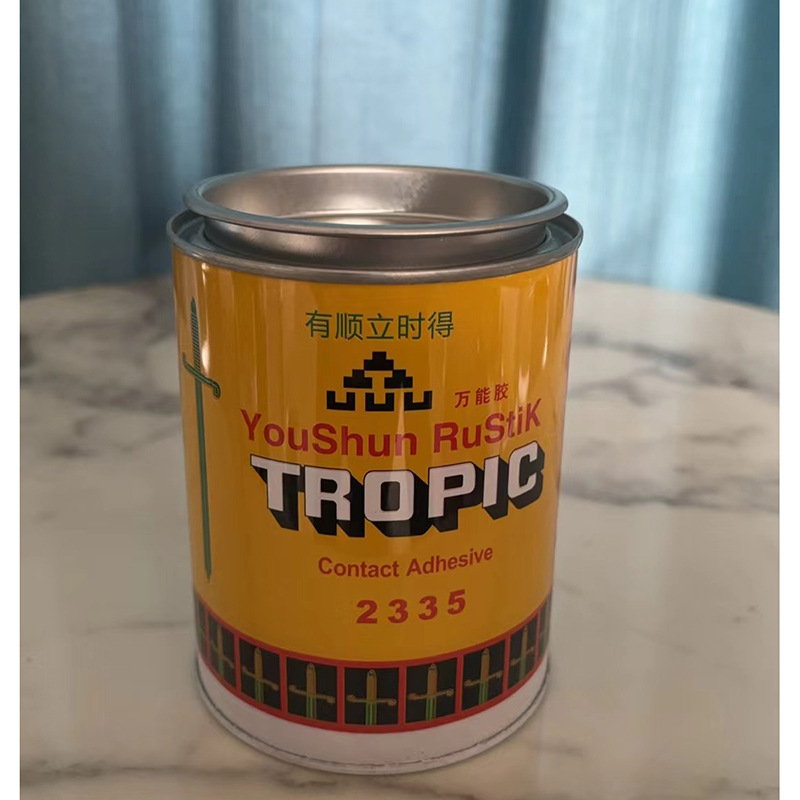 有顺立时得
万能胶
YouShun RuStiK
TROPIC
Contact Adhesive
2335